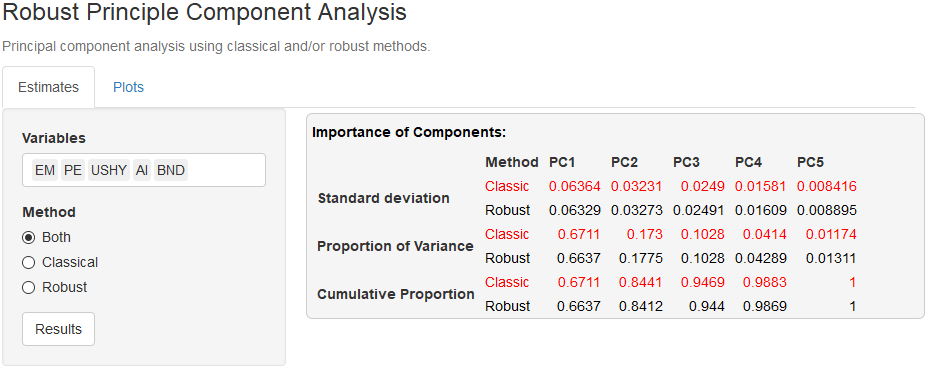 Robust Principle Component Analysis
Principal component analysis using classical and/or robust methods.
Estimates Plots
Variables
EM PE USHY AI BND
Method
Both
Classical
Robust
Results
Importance of Components:
Method PC1 PC2 PC3 PC4 PC5
Standard deviation
Classic 0.06364 0.03231 0.0249 0.01581 0.008416
Robust 0.06329 0.03273 0.02491 0.01609 0.008895
Proportion of Variance
Classic 0.6711 0.173 0.1028 0.0414 0.01174
Robust 0.6637 0.1775 0.1028 0.04289 0.01311
Cumulative Proportion
Classic 0.6711 0.8441 0.9469 0.9883 1
Robust 0.6637 0.8412 0.944 0.9869 1